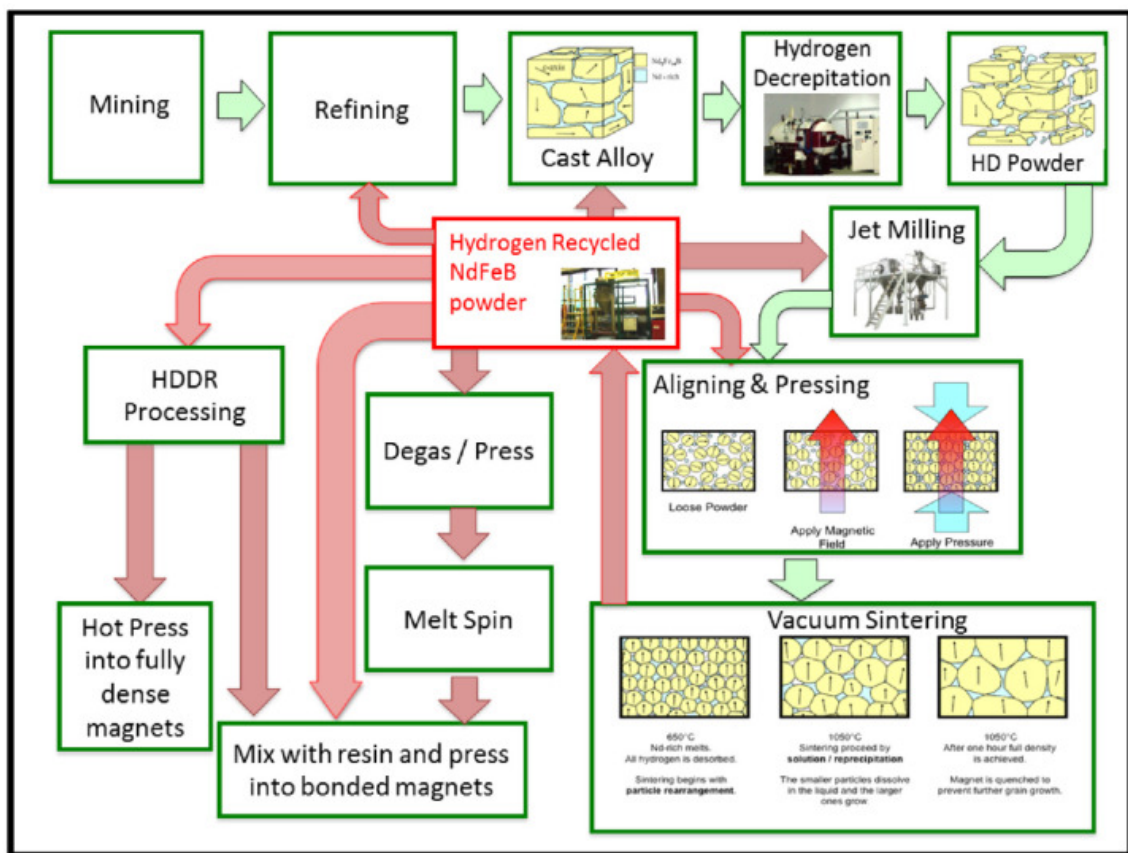 Mining
Refining
Nd₂Fe₁₄B
Nd - rich
Cast Alloy
Hydrogen
Decrepitation
HD Powder
Hydrogen Recycled
NdFeB
powder
Jet Milling
HDDR
Processing
Degas / Press
Aligning & Pressing
Loose Powder
Apply Magnetic
Field
Apply Pressure
Hot Press
into fully
dense
magnets
Melt Spin
Mix with resin and press
into bonded magnets
Vacuum Sintering
650°C
Nd-rich melts.
All hydrogen is desorbed.
Sintering begins with
particle rearrangement.
1050°C
Sintering proceed by
solution / reprecipitation
The smaller particles dissolve
in the liquid and the larger
ones grow
1050°C
After one hour full density
is achieved.
Magnet is quenched to
prevent further grain growth.